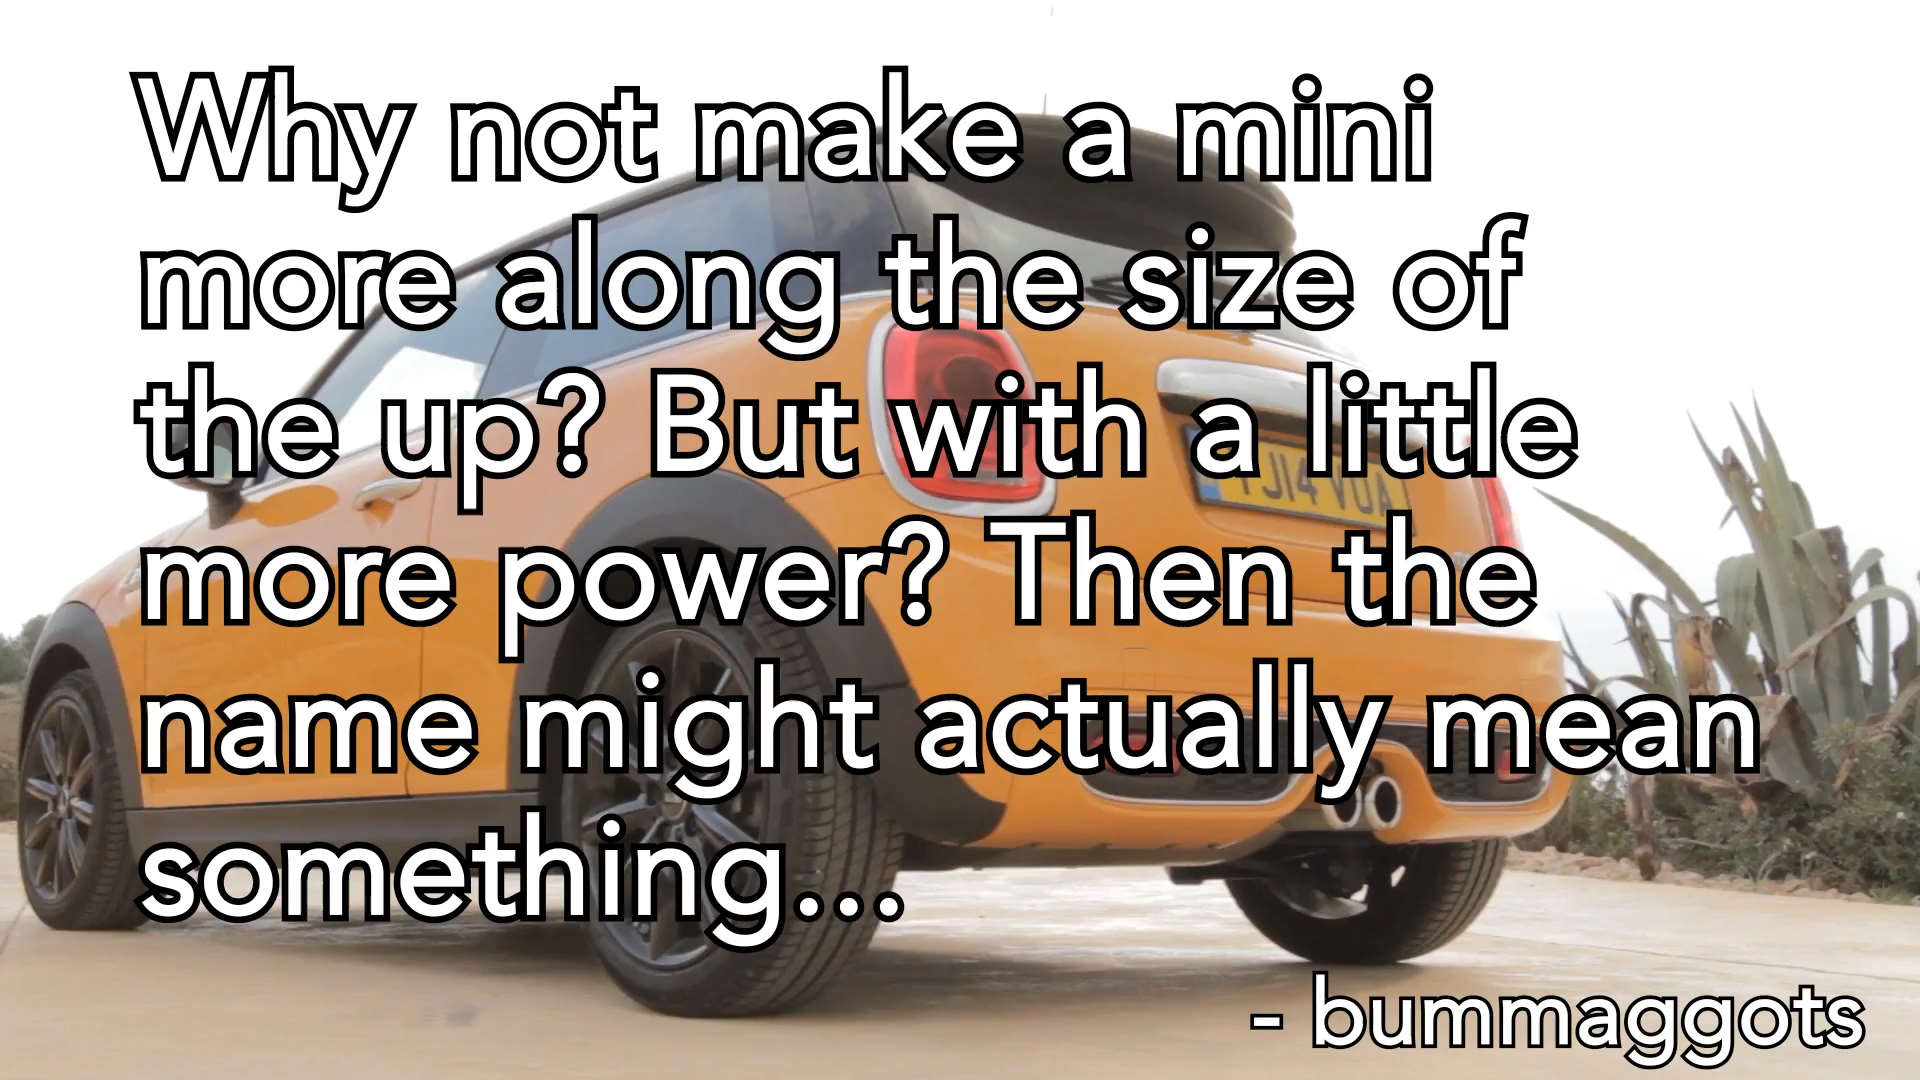 Why not make a mini
more along the size of
the up? But with a little
more power? Then the
name might actually mean
something...
- bummaggots